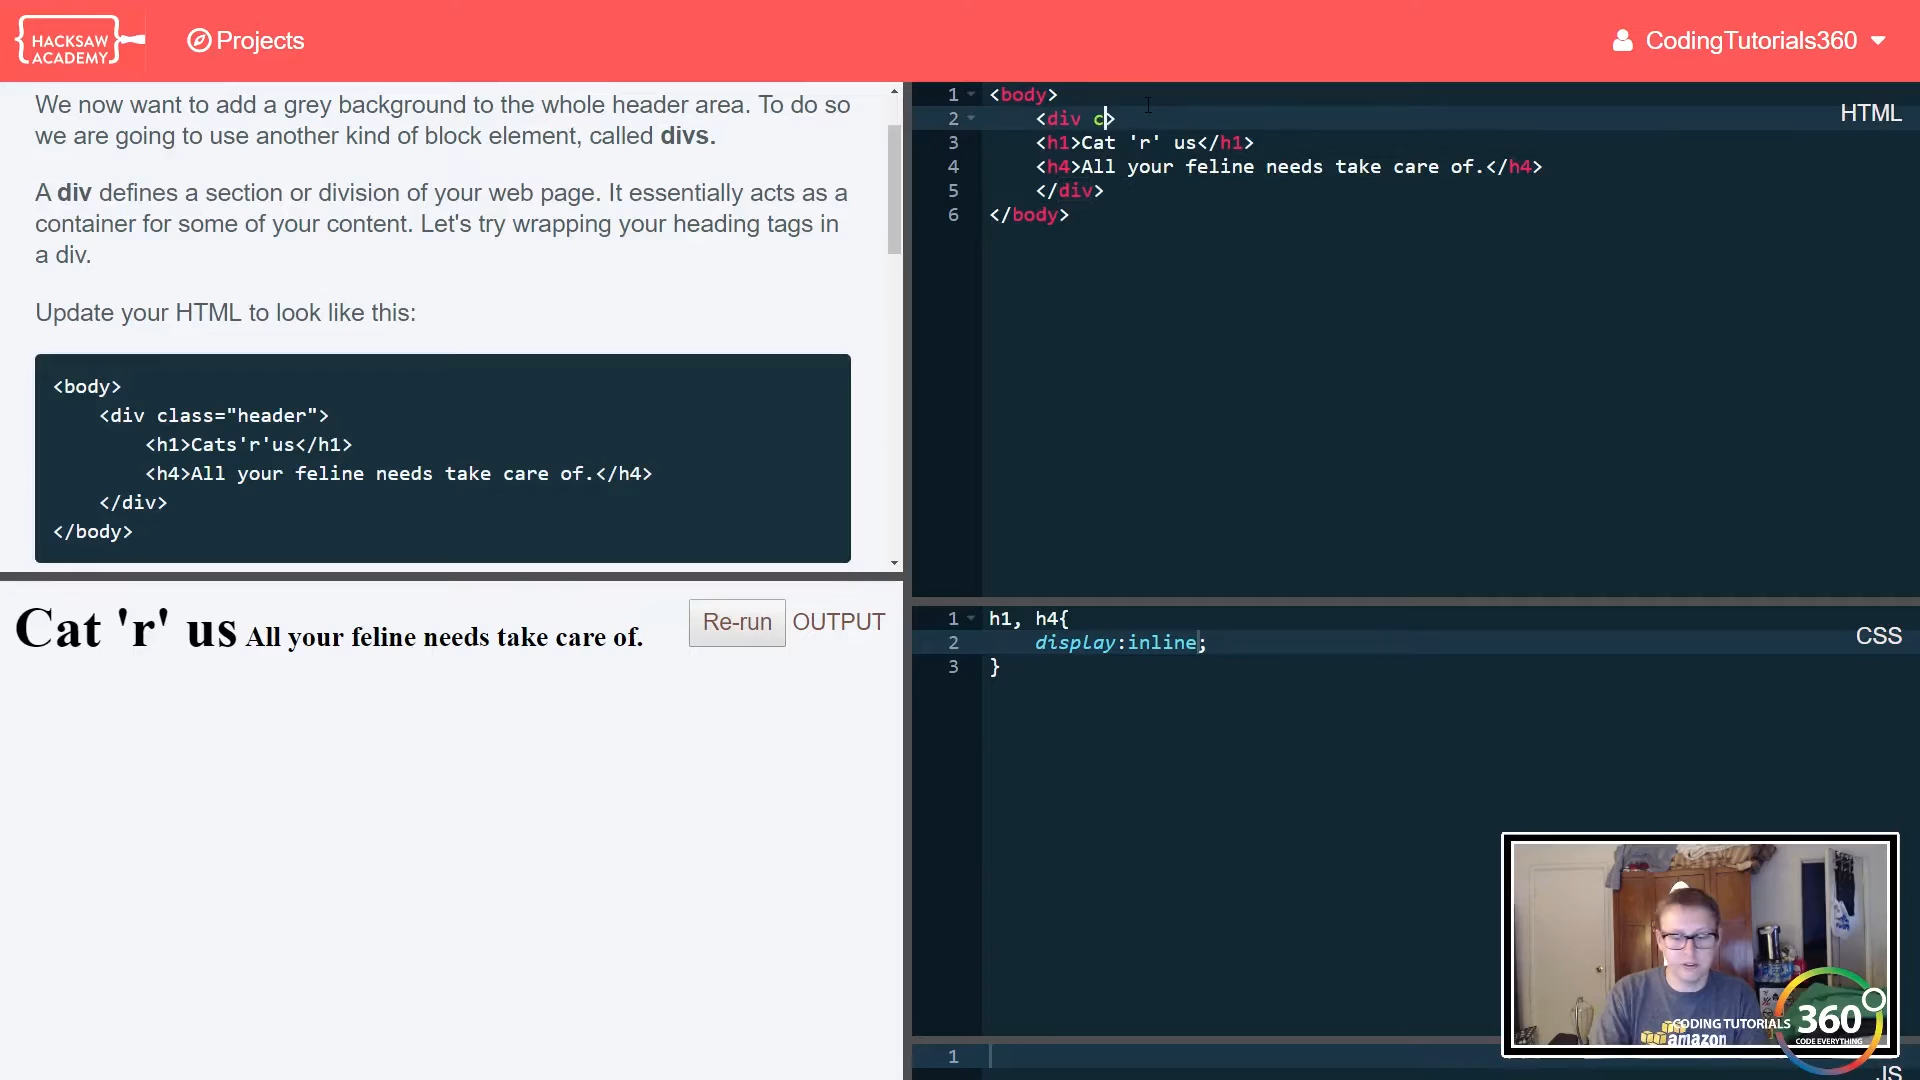 HACKSAW
ACADEMY
Projects
CodingTutorials360
We now want to add a grey background to the whole header area. To do so
we are going to use another kind of block element, called divs.
A div defines a section or division of your web page. It essentially acts as a
container for some of your content. Let's try wrapping your heading tags in
a div.
Update your HTML to look like this:
<body>
<div class="header">
<h1>Cats'r'us</h1>
<h4>All your feline needs take care of.</h4>
</div>
</body>
Cat 'r' us All your feline needs take care of.
Re-run OUTPUT
HTML
1 <body>
2 <div c>
3 <h1>Cat 'r' us</h1>
4 <h4>All your feline needs take care of.</h4>
5 </div>
6 </body>
CSS
1 h1, h4{
2 display:inline;
3 }
1
JS
CODING TUTORIALS 360
CODE EVERYTHING
amazon